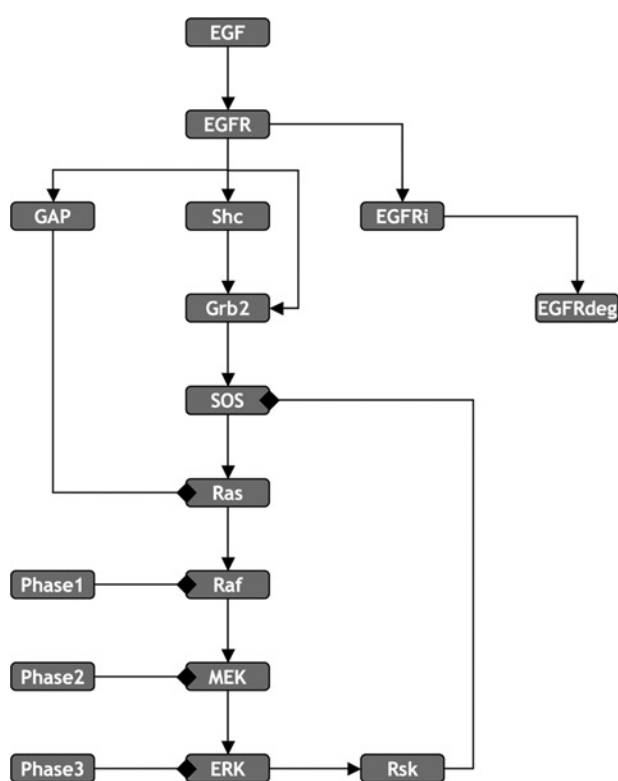 EGF
EGFR
GAP
Shc
EGFRi
Grb2
EGFRdeg
SOS
Ras
Phase1
Raf
Phase2
MEK
Phase3
ERK
Rsk